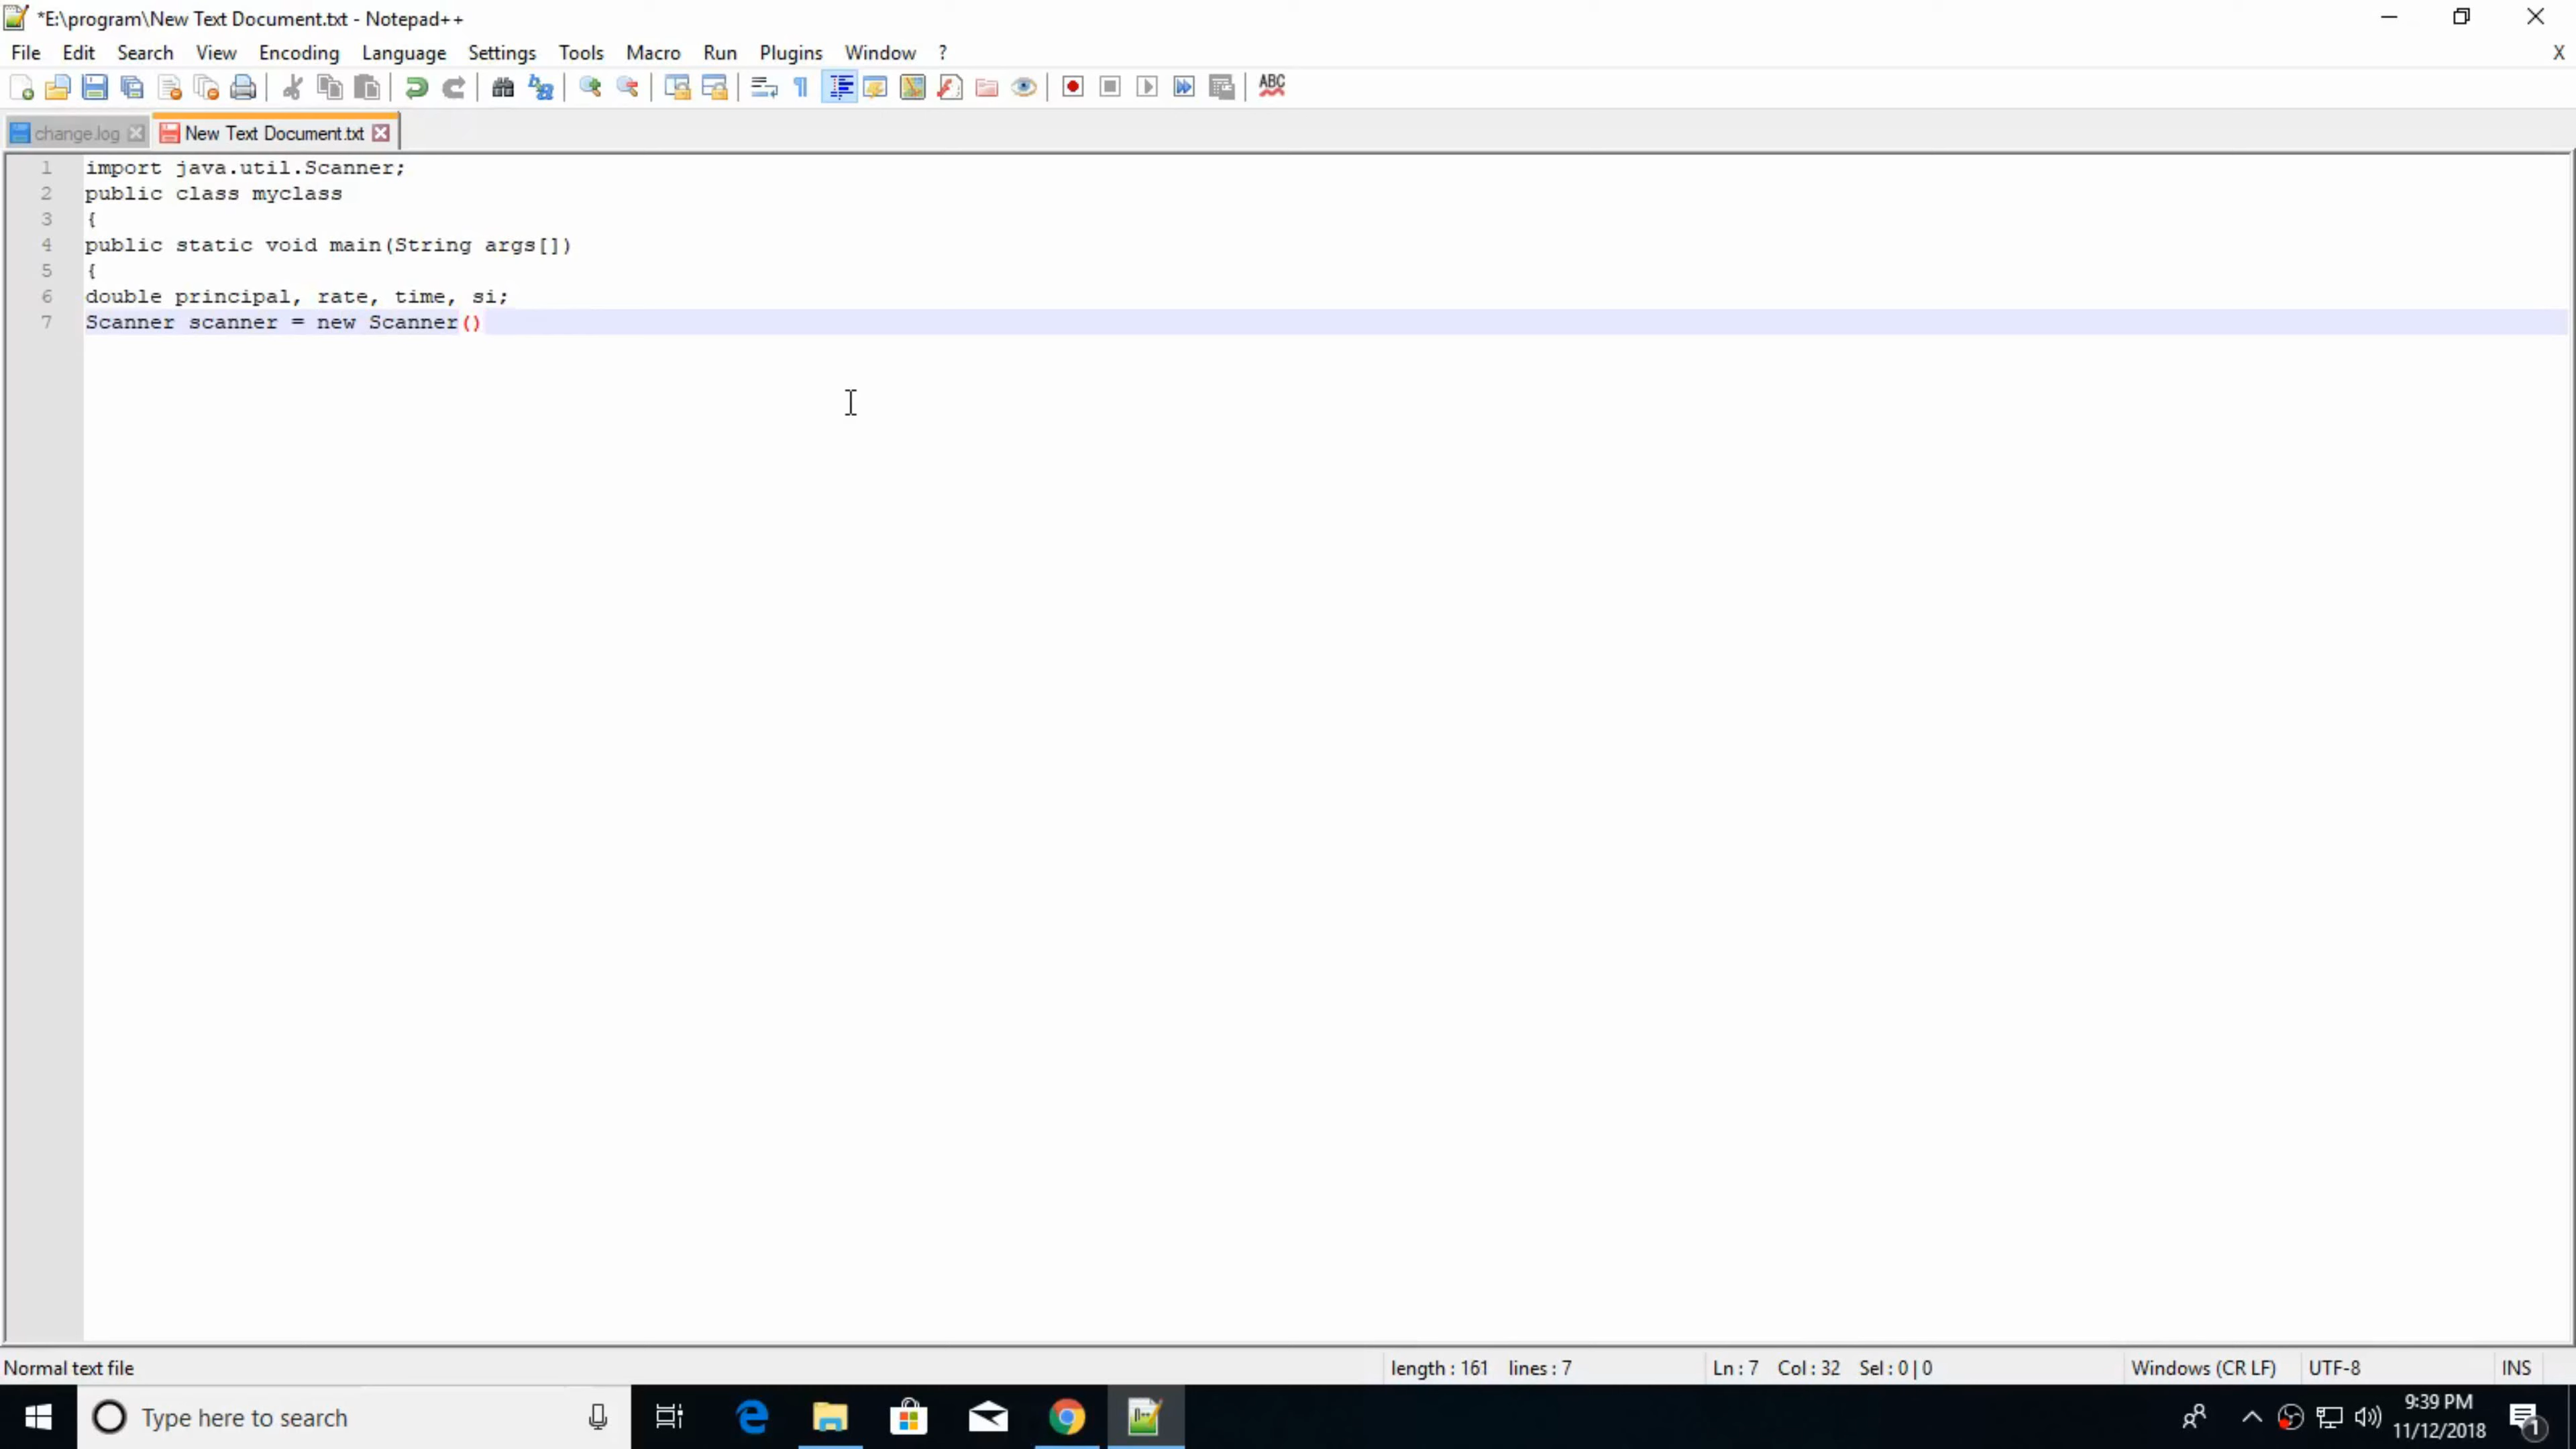 *E:\program\New Text Document.txt - Notepad++
File Edit Search View Encoding Language Settings Tools Macro Run Plugins Window ? X
ABC
change.log New Text Document.txt
1 import java.util.Scanner;
2 public class myclass
3 {
4 public static void main(String args[])
5 {
6 double principal, rate, time, si;
7 Scanner scanner = new Scanner()
Normal text file length : 161 lines : 7 Ln : 7 Col : 32 Sel : 0 | 0 Windows (CR LF) UTF-8 INS
Type here to search
9:39 PM
11/12/2018
1